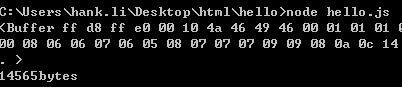 C:\Users\hank.li\Desktop\html\hello>node hello.js
<Buffer ff d8 ff e0 00 10 4a 46 49 46 00 01 01 01 0
00 08 06 06 07 06 05 08 07 07 07 09 09 08 0a 0c 14
. >
14565bytes